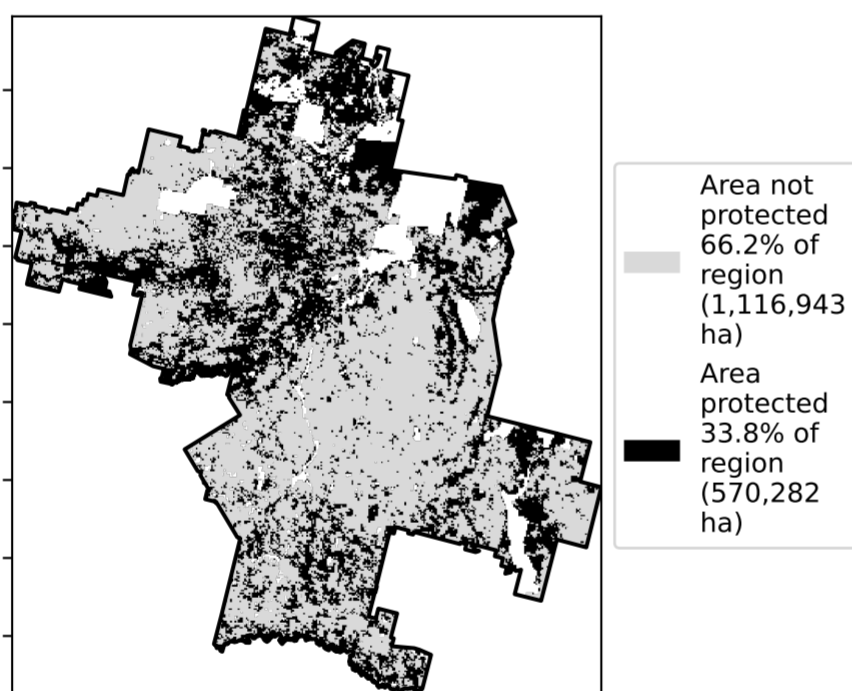 Area not
protected
66.2% of
region
(1,116,943
ha)
Area
protected
33.8% of
region
(570,282
ha)